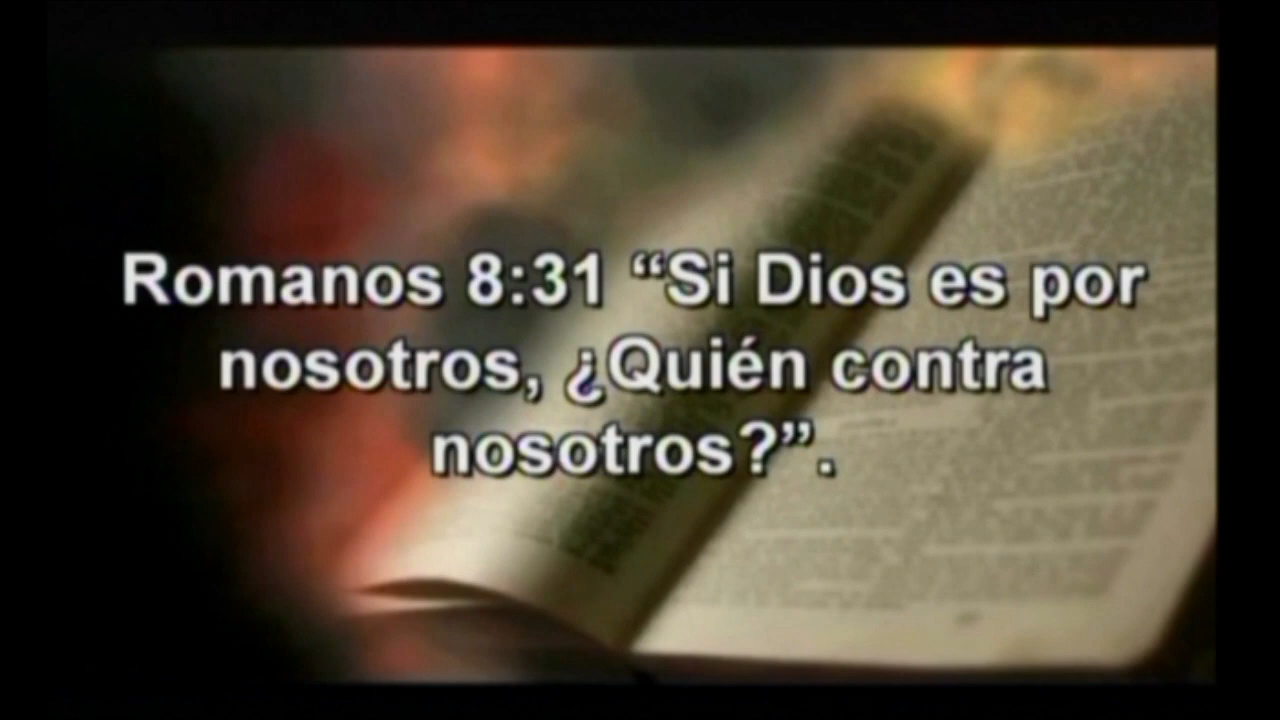 Romanos 8:31 “Si Dios es por
nosotros, ¿Quién contra
nosotros?”.